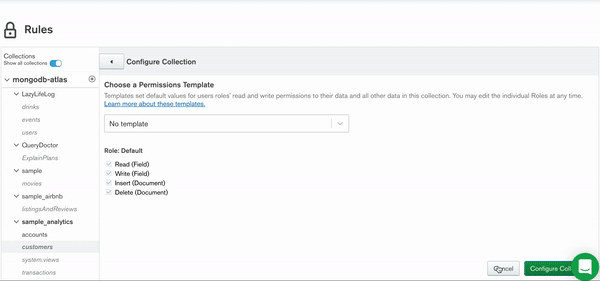 Rules
Collections
Show all collections:
mongodb-atlas
LazyLifeLog
drinks
events
users
QueryDoctor
ExplainPlans
sample
movies
sample_airbnb
listingsAndReviews
sample_analytics
accounts
customers
system.views
transactions
Configure Collection
Choose a Permissions Template
Templates set default values for users roles' read and write permissions to their data and all other data in this collection. You may edit the individual Roles at any time.
Learn more about these templates.
No template
Role: Default
Read (Field)
Write (Field)
Insert (Document)
Delete (Document)
Cancel
Configure Coll